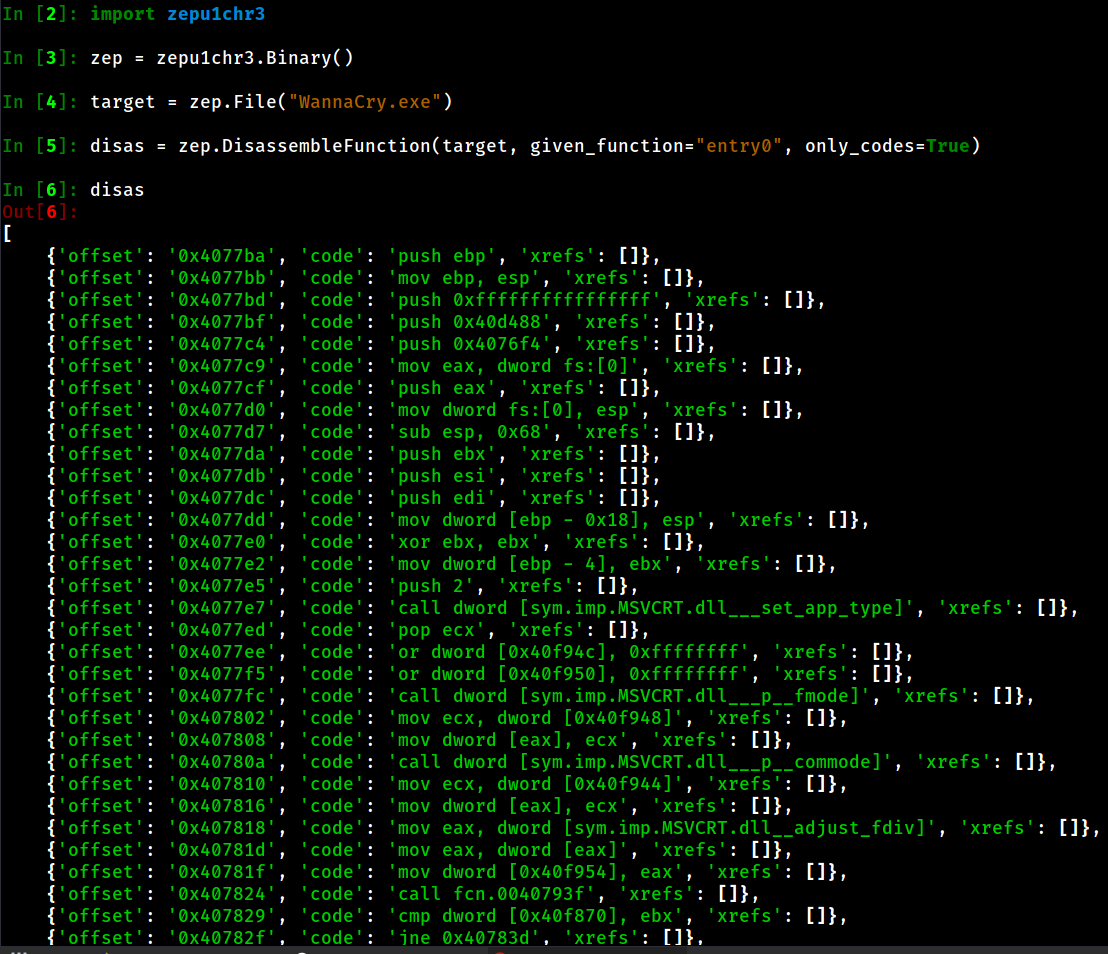 In [2]: import zepu1chr3
In [3]: zep = zepu1chr3.Binary()
In [4]: target = zep.File("WannaCry.exe")
In [5]: disas = zep.DisassembleFunction(target, given_function="entry0", only_codes=True)
In [6]: disas
Out[6]:
[
    {'offset': '0x4077ba', 'code': 'push ebp', 'xrefs': []},
    {'offset': '0x4077bb', 'code': 'mov ebp, esp', 'xrefs': []},
    {'offset': '0x4077bd', 'code': 'push 0xffffffffffffffff', 'xrefs': []},
    {'offset': '0x4077bf', 'code': 'push 0x40d488', 'xrefs': []},
    {'offset': '0x4077c4', 'code': 'push 0x4076f4', 'xrefs': []},
    {'offset': '0x4077c9', 'code': 'mov eax, dword fs:[0]', 'xrefs': []},
    {'offset': '0x4077cf', 'code': 'push eax', 'xrefs': []},
    {'offset': '0x4077d0', 'code': 'mov dword fs:[0], esp', 'xrefs': []},
    {'offset': '0x4077d7', 'code': 'sub esp, 0x68', 'xrefs': []},
    {'offset': '0x4077da', 'code': 'push ebx', 'xrefs': []},
    {'offset': '0x4077db', 'code': 'push esi', 'xrefs': []},
    {'offset': '0x4077dc', 'code': 'push edi', 'xrefs': []},
    {'offset': '0x4077dd', 'code': 'mov dword [ebp - 0x18], esp', 'xrefs': []},
    {'offset': '0x4077e0', 'code': 'xor ebx, ebx', 'xrefs': []},
    {'offset': '0x4077e2', 'code': 'mov dword [ebp - 4], ebx', 'xrefs': []},
    {'offset': '0x4077e5', 'code': 'push 2', 'xrefs': []},
    {'offset': '0x4077e7', 'code': 'call dword [sym.imp.MSVCRT.dll___set_app_type]', 'xrefs': []},
    {'offset': '0x4077ed', 'code': 'pop ecx', 'xrefs': []},
    {'offset': '0x4077ee', 'code': 'or dword [0x40f94c], 0xffffffff', 'xrefs': []},
    {'offset': '0x4077f5', 'code': 'or dword [0x40f950], 0xffffffff', 'xrefs': []},
    {'offset': '0x4077fc', 'code': 'call dword [sym.imp.MSVCRT.dll___p__fmode]', 'xrefs': []},
    {'offset': '0x407802', 'code': 'mov ecx, dword [0x40f948]', 'xrefs': []},
    {'offset': '0x407808', 'code': 'mov dword [eax], ecx', 'xrefs': []},
    {'offset': '0x40780a', 'code': 'call dword [sym.imp.MSVCRT.dll___p__commode]', 'xrefs': []},
    {'offset': '0x407810', 'code': 'mov ecx, dword [0x40f944]', 'xrefs': []},
    {'offset': '0x407816', 'code': 'mov dword [eax], ecx', 'xrefs': []},
    {'offset': '0x407818', 'code': 'mov eax, dword [sym.imp.MSVCRT.dll__adjust_fdiv]', 'xrefs': []},
    {'offset': '0x40781d', 'code': 'mov eax, dword [eax]', 'xrefs': []},
    {'offset': '0x40781f', 'code': 'mov dword [0x40f954], eax', 'xrefs': []},
    {'offset': '0x407824', 'code': 'call fcn.0040793f', 'xrefs': []},
    {'offset': '0x407829', 'code': 'cmp dword [0x40f870], ebx', 'xrefs': []},
    {'offset': '0x40782f', 'code': 'jne 0x40783d', 'xrefs': []},